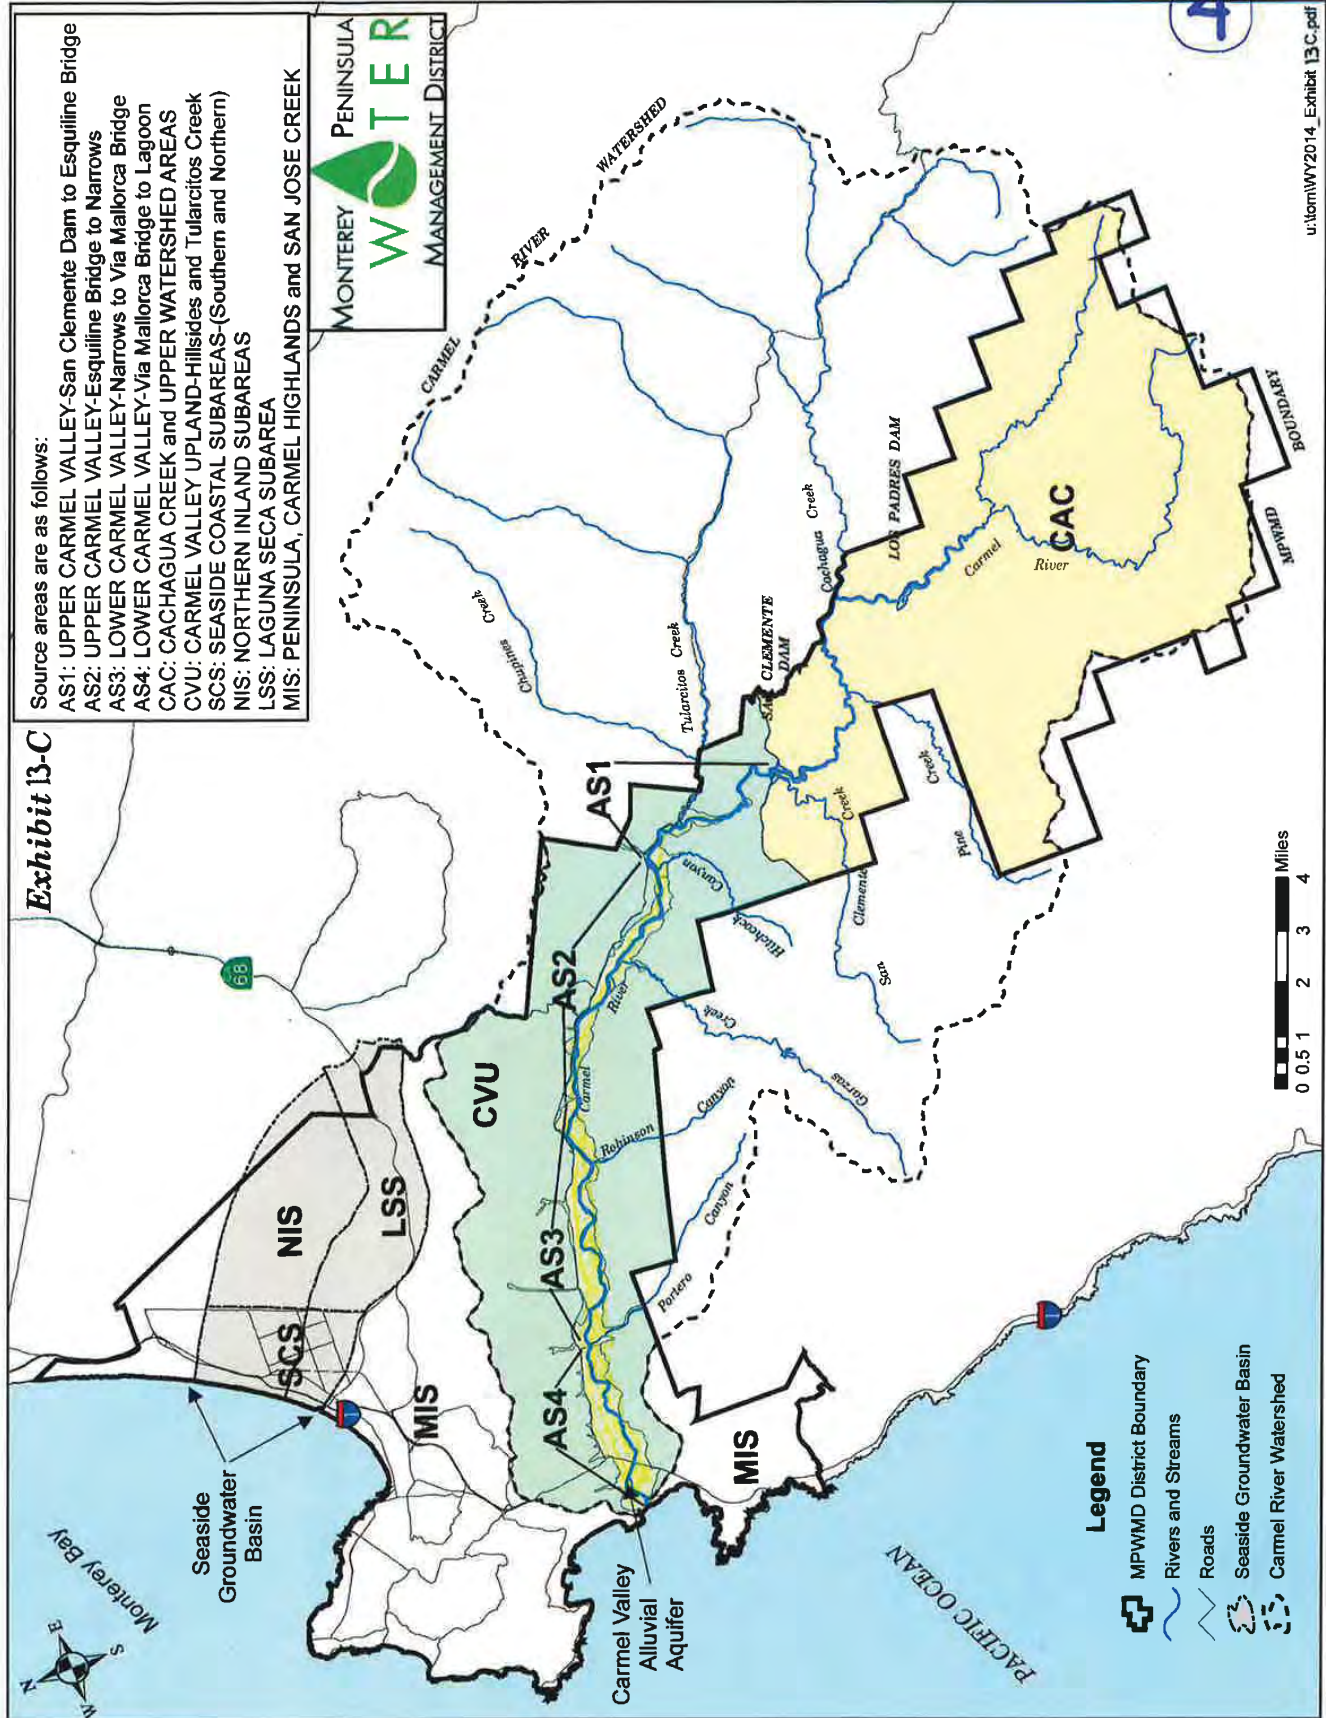 Exhibit 13-C
Source areas are as follows:
AS1: UPPER CARMEL VALLEY-San Clemente Dam to Esquiline Bridge
AS2: UPPER CARMEL VALLEY-Esquiline Bridge to Narrows
AS3: LOWER CARMEL VALLEY-Narrows to Via Mallorca Bridge
AS4: LOWER CARMEL VALLEY-Via Mallorca Bridge to Lagoon
CAC: CACHAGUA CREEK and UPPER WATERSHED AREAS
CVU: CARMEL VALLEY UPLAND-Hillsides and Tularcitos Creek
SCS: SEASIDE COASTAL SUBAREAS-(Southern and Northern)
NIS: NORTHERN INLAND SUBAREAS
LSS: LAGUNA SECA SUBAREA
MIS: PENINSULA, CARMEL HIGHLANDS and SAN JOSE CREEK
MONTEREY PENINSULA
WATER
MANAGEMENT DISTRICT
N
E
S
W
Monterey Bay
Seaside
Groundwater
Basin
68
NIS
SCS
LSS
MIS
CVU
AS4
AS3
AS2
AS1
Carmel
River
Carmel Valley
Alluvial
Aquifer
MIS
Portero
Canyon
Robinson
Canyon
Garzas
Creek
Hitchcock
Canyon
San
Clemente
Creek
Pine
Creek
Chupines
Creek
Tularcitos
Creek
SAN CLEMENTE
DAM
Cachagua
Creek
LOS PADRES DAM
Carmel
River
CAC
CARMEL
RIVER
WATERSHED
MPWMD
BOUNDARY
PACIFIC OCEAN
Legend
MPWMD District Boundary
Rivers and Streams
Roads
Seaside Groundwater Basin
Carmel River Watershed
0 0.5 1 2 3 4
Miles
u:\tom\WY2014_Exhibit 13C.pdf